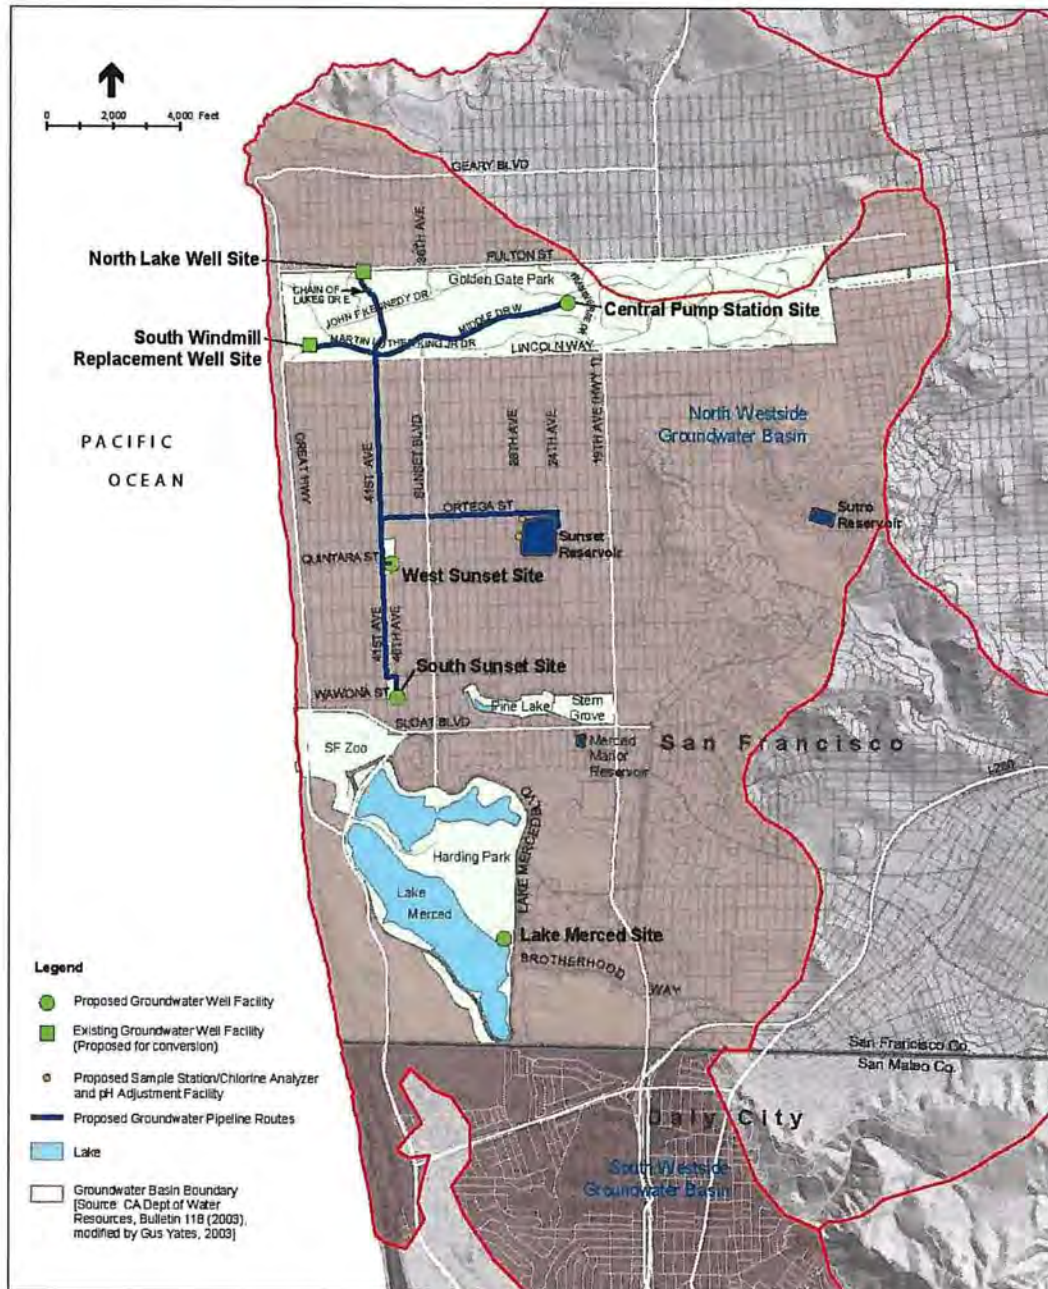 0 2,000 4,000 Feet
GEARY BLVD
36TH AVE
North Lake Well Site
FULTON ST
Golden Gate Park
CHAIN OF
LAKES DR E
JOHN F KENNEDY DR
MIDDLE DR W
Central Pump Station Site
South Windmill
Replacement Well Site
MARTIN LUTHER KING JR DR
LINCOLN WAY
PACIFIC
OCEAN
GREAT HWY
41ST AVE
SUNSET BLVD
28TH AVE
24TH AVE
19TH AVE (HWY 1)
North Westside
Groundwater Basin
ORTEGA ST
Sunset
Reservoir
Sutro
Reservoir
QUINTARA ST
West Sunset Site
41ST AVE
40TH AVE
South Sunset Site
WAWONA ST
Pine Lake
Stern
Grove
SLOAT BLVD
SF Zoo
Merced
Manor
Reservoir
San Francisco
I-280
LAKE MERCED BLVD
Harding Park
Lake
Merced
Lake Merced Site
BROTHERHOOD
WAY
San Francisco Co.
San Mateo Co.
Daly City
South Westside
Groundwater Basin
Legend
Proposed Groundwater Well Facility
Existing Groundwater Well Facility
(Proposed for conversion)
Proposed Sample Station/Chlorine Analyzer
and pH Adjustment Facility
Proposed Groundwater Pipeline Routes
Lake
Groundwater Basin Boundary
[Source: CA Dept of Water
Resources, Bulletin 118 (2003),
modified by Gus Yates, 2003]